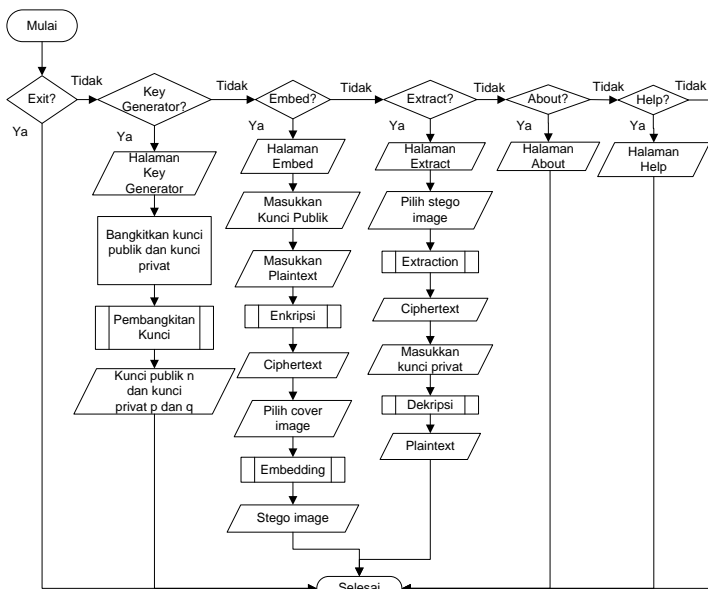 Mulai
Tidak
Key
Generator?
Tidak
Tidak
Tidak
Tidak
Tidak
Exit?
Embed?
Extract?
About?
Help?
Ya
Ya
Ya
Ya
Ya
Ya
Halaman
Key
Generator
Halaman
Embed
Halaman
Extract
Halaman
About
Halaman
Help
Bangkitkan kunci
publik dan kunci
privat
Pembangkitan
Kunci
Kunci publik n
dan kunci
privat p dan q
Masukkan
Kunci Publik
Masukkan
Plaintext
Enkripsi
Ciphertext
Pilih cover
image
Embedding
Stego image
Pilih stego
image
Extraction
Ciphertext
Masukkan
kunci privat
Dekripsi
Plaintext
Selesai